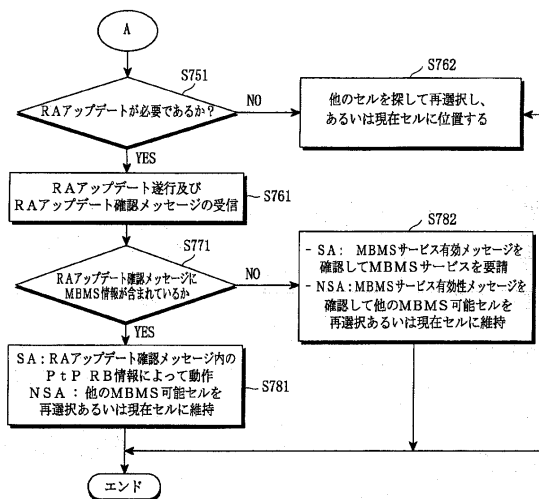 A
S751
RAアップデートが必要であるか?
NO
YES
S762
他のセルを探して再選択し、
あるいは現在セルに位置する
RAアップデート遂行及び
RAアップデート確認メッセージの受信
S761
S771
RAアップデート確認メッセージに
MBMS情報が含まれているか
NO
YES
S782
- SA: MBMSサービス有効メッセージを
確認してMBMSサービスを要請
- NSA:MBMSサービス有効性メッセージを
確認して他のMBMS可能セルを
再選択あるいは現在セルに維持
SA:RAアップデート確認メッセージ内の
PtP RB情報によって動作
NSA:他のMBMS可能セルを
再選択あるいは現在セルに維持
S781
エンド